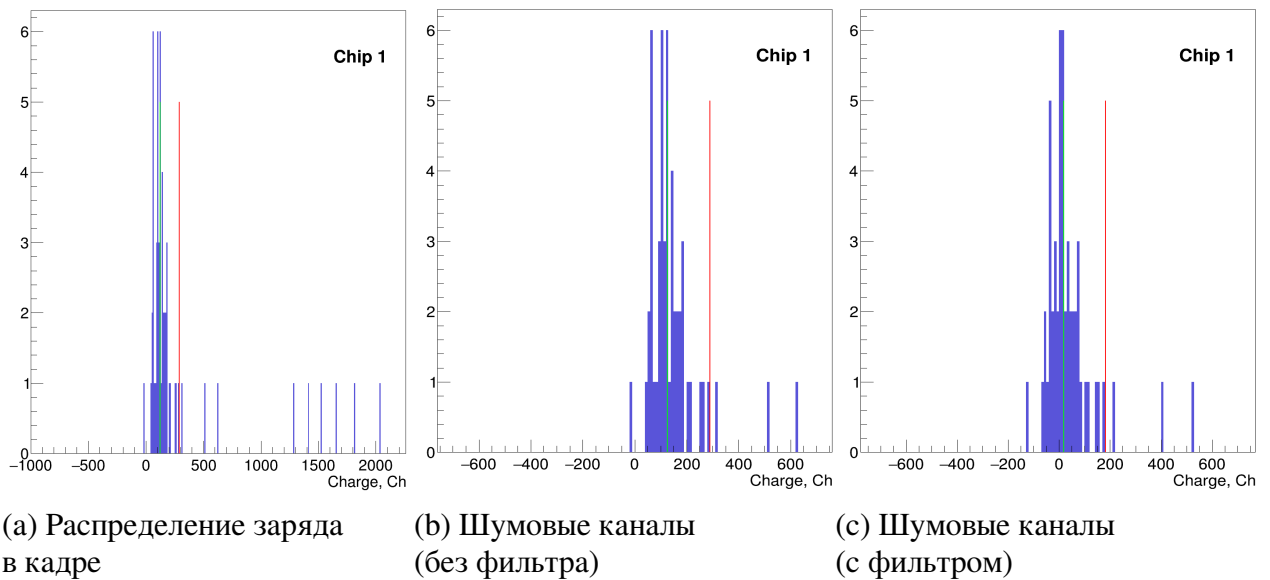 6
5
4
3
2
1
0
−1000 −500 0 500 1000 1500 2000
Charge, Ch
Chip 1
6
5
4
3
2
1
0
−600 −400 −200 0 200 400 600
Charge, Ch
Chip 1
6
5
4
3
2
1
0
−600 −400 −200 0 200 400 600
Charge, Ch
Chip 1
(a) Распределение заряда
в кадре
(b) Шумовые каналы
(без фильтра)
(c) Шумовые каналы
(с фильтром)